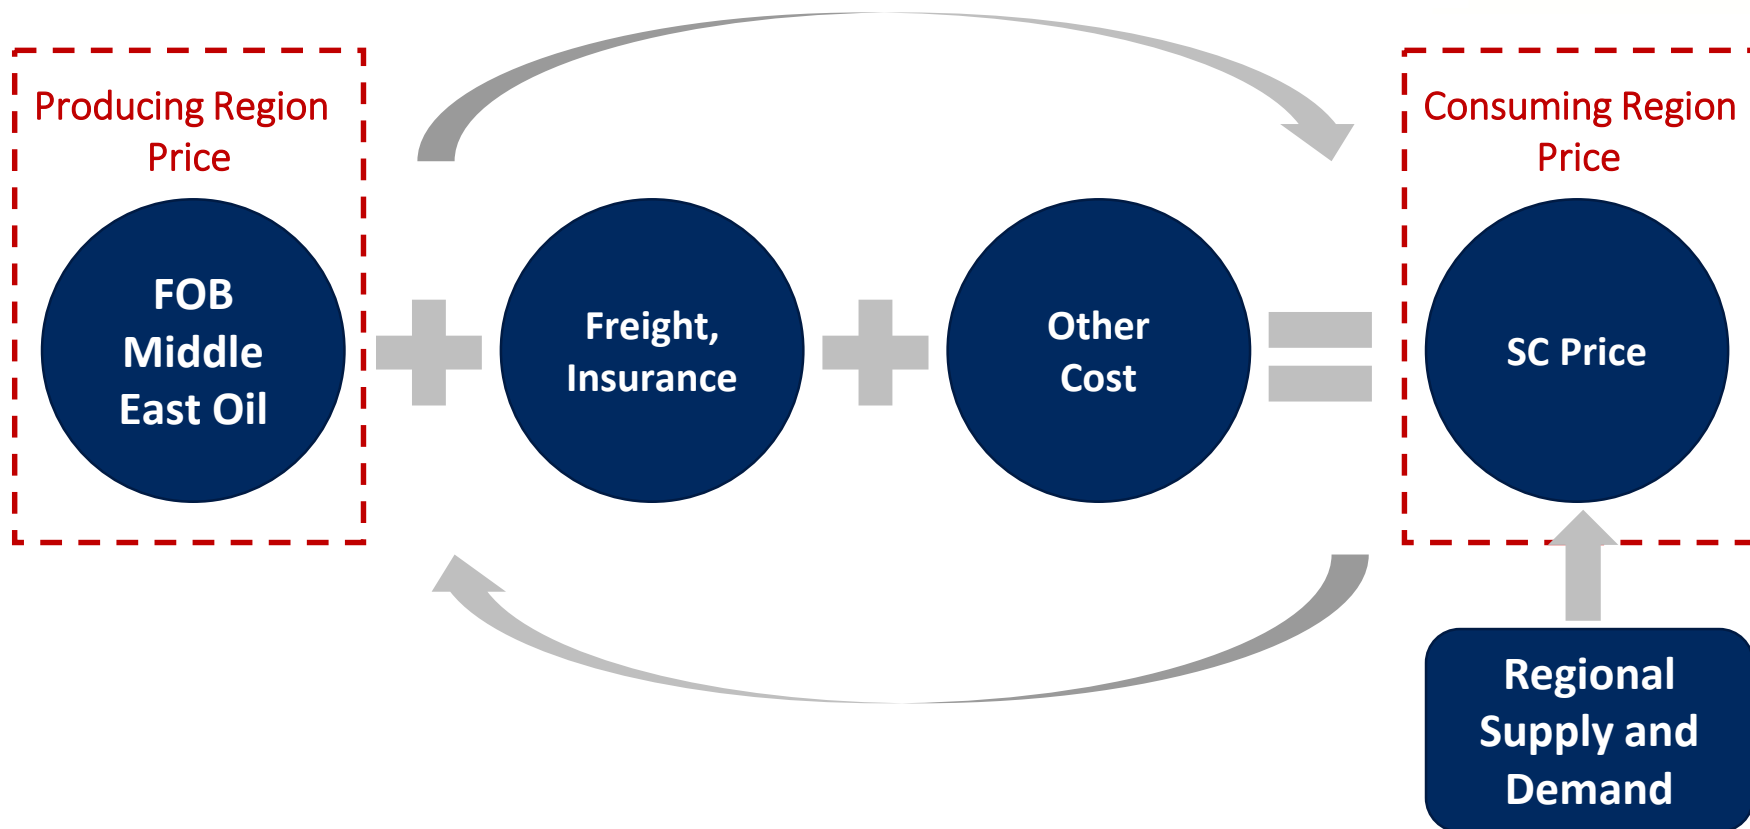 Producing Region
Price
Consuming Region
Price
FOB
Middle
East Oil
Freight,
Insurance
Other
Cost
SC Price
Regional
Supply and
Demand